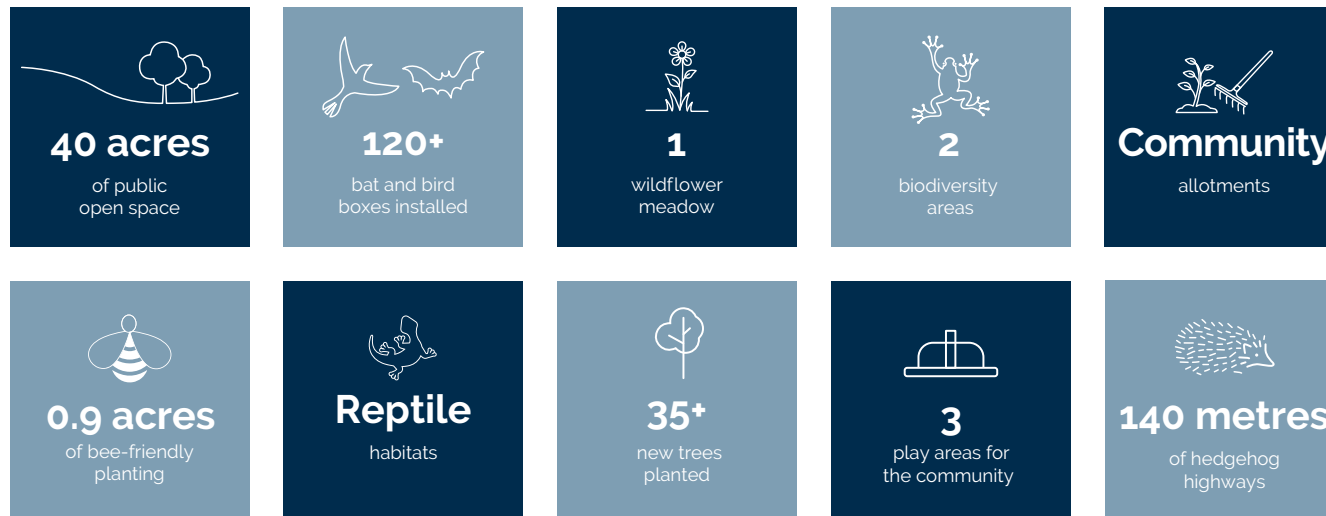 40 acres
of public
open space
120+
bat and bird
boxes installed
1
wildflower
meadow
2
biodiversity
areas
Community
allotments
0.9 acres
of bee-friendly
planting
Reptile
habitats
35+
new trees
planted
3
play areas for
the community
140 metres
of hedgehog
highways